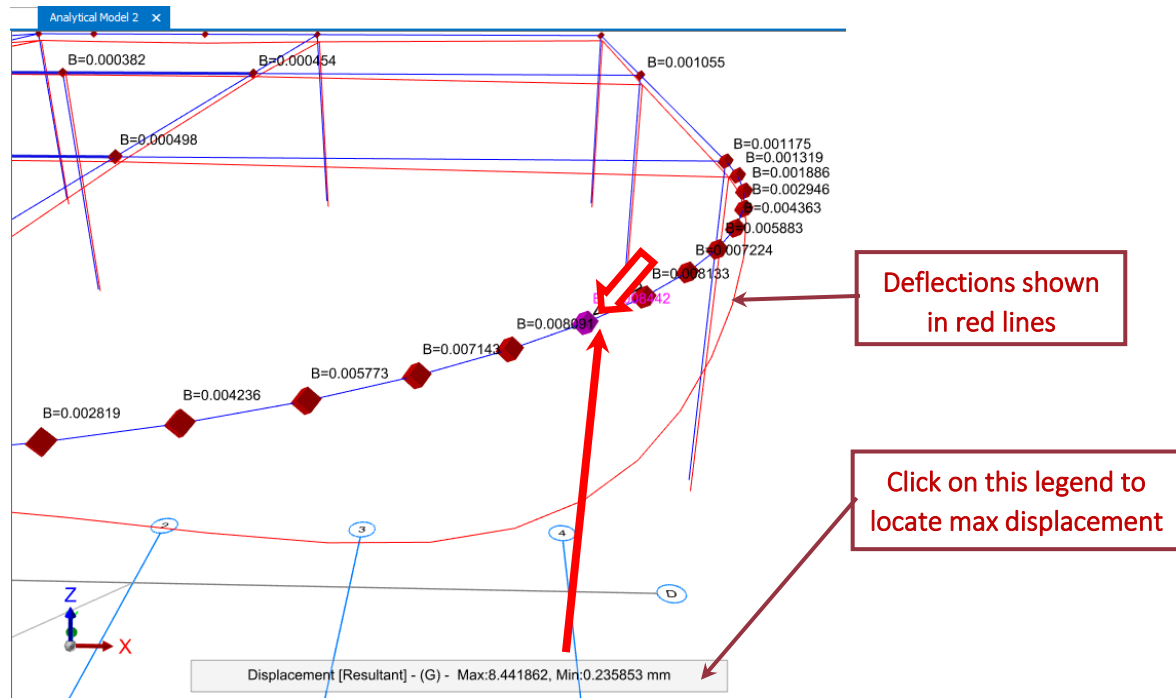 Analytical Model 2 ✕
B=0.000382
B=0.000454
B=0.001055
B=0.000498
B=0.001175
B=0.001319
B=0.001886
B=0.002946
B=0.004363
B=0.005883
B=0.007224
B=0.008133
B=0.008091
B=0.007143
B=0.005773
B=0.004236
B=0.002819
Deflections shown
in red lines
Click on this legend to
locate max displacement
2
3
4
D
Z
X
Displacement [Resultant] - (G) - Max:8.441862, Min:0.235853 mm